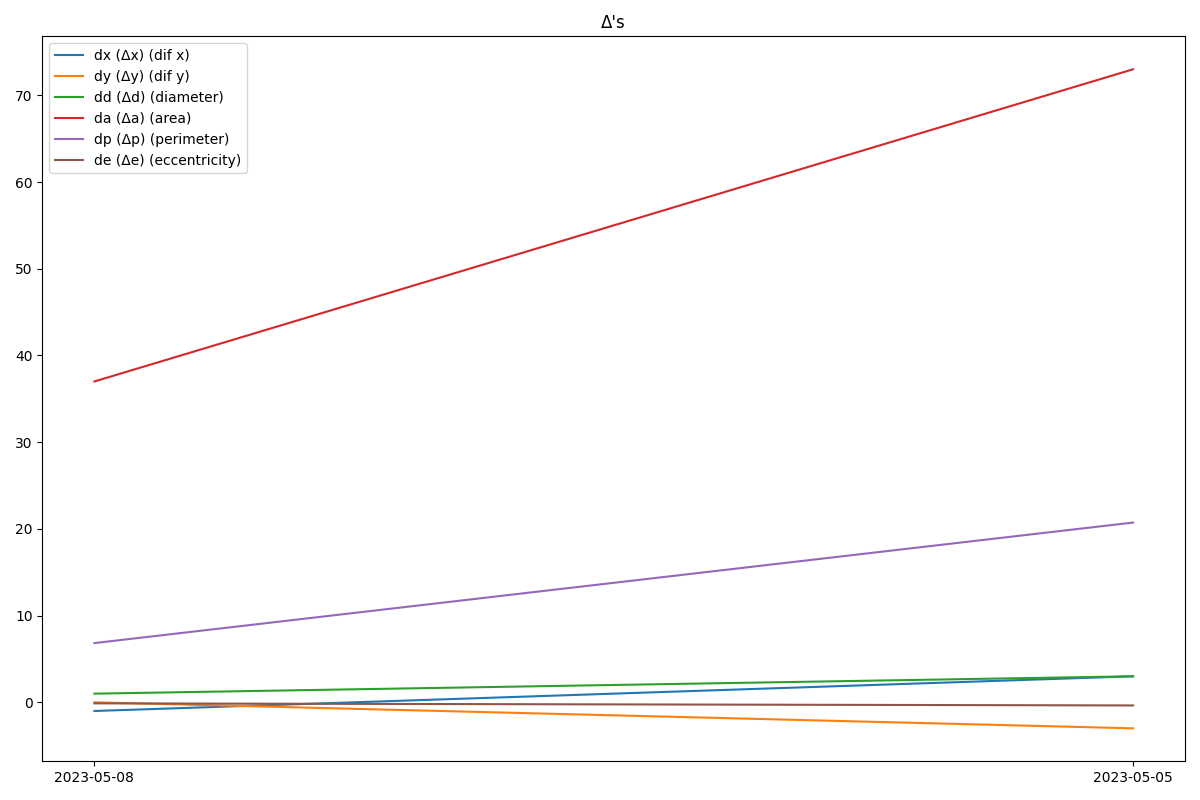 Δ's
dx (Δx) (dif x)
dy (Δy) (dif y)
dd (Δd) (diameter)
da (Δa) (area)
dp (Δp) (perimeter)
de (Δe) (eccentricity)
70
60
50
40
30
20
10
0
2023-05-08 2023-05-05